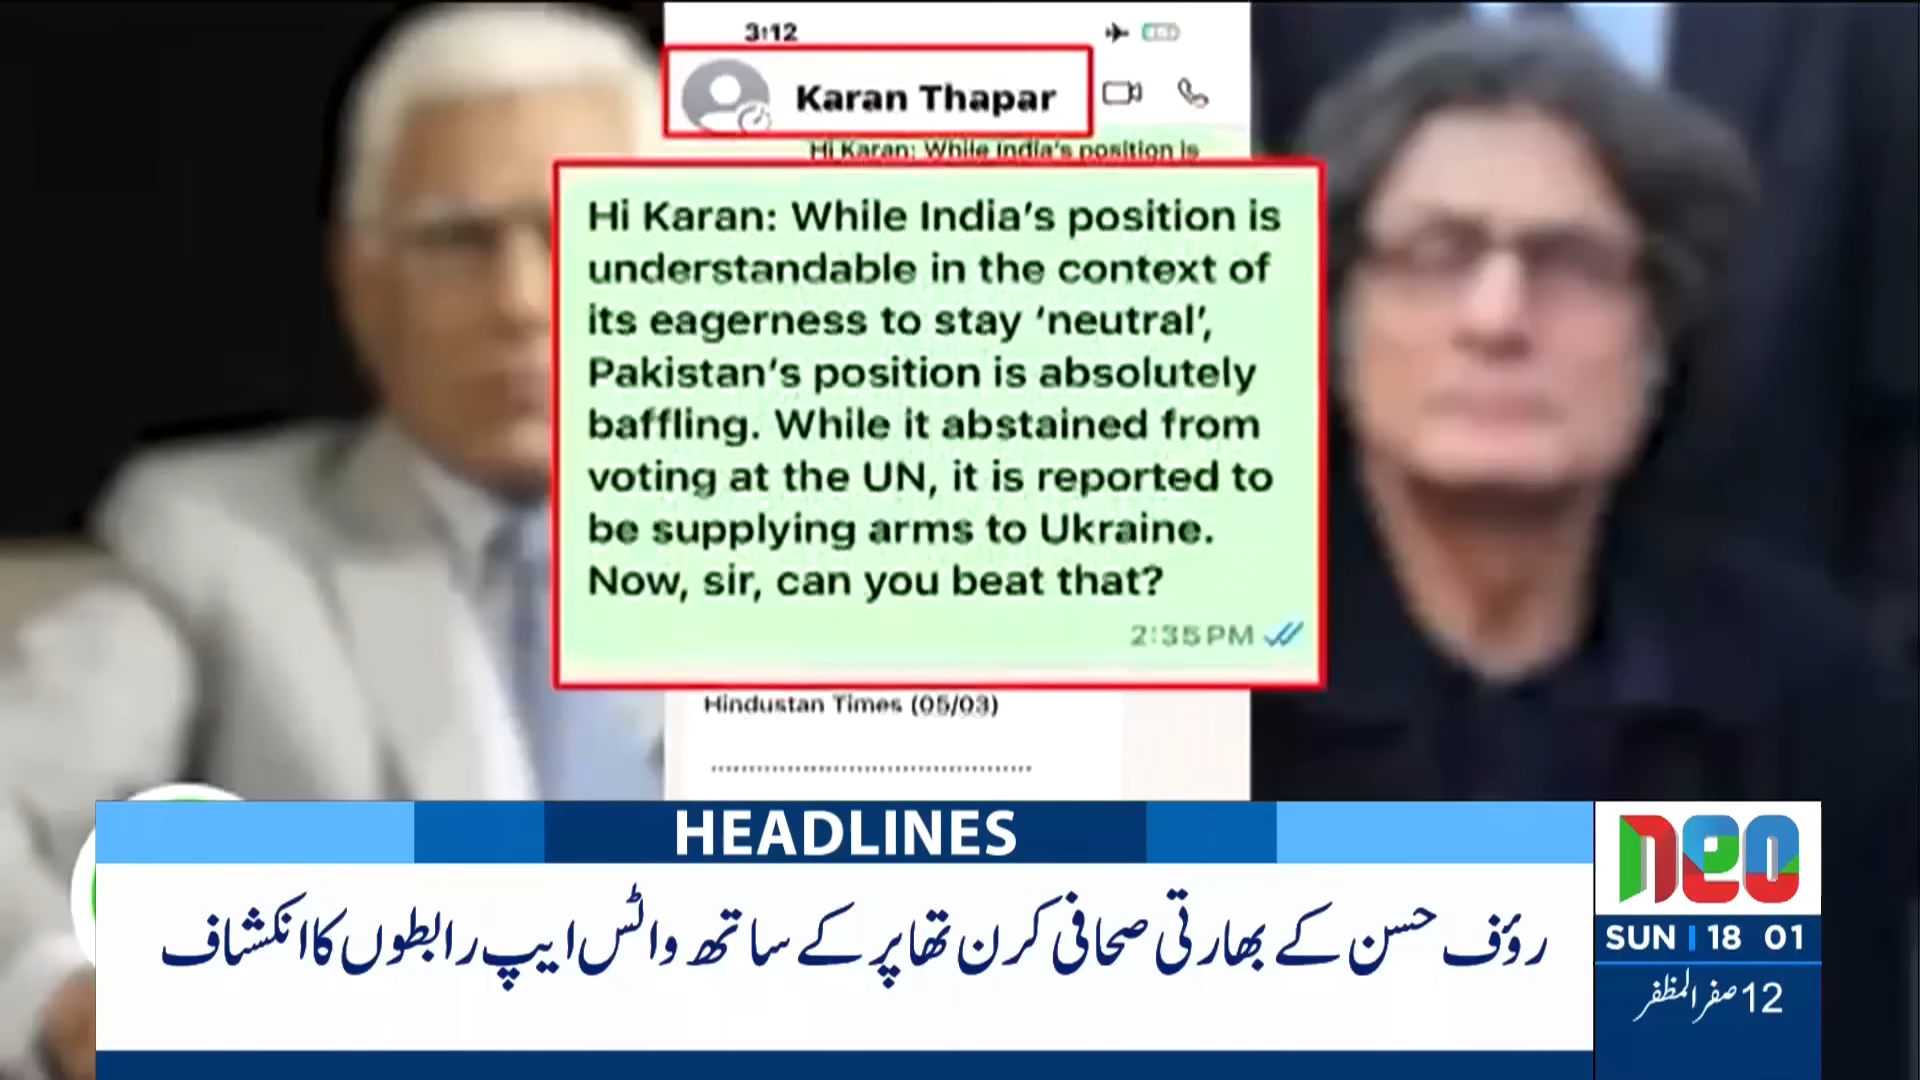 3:12
Karan Thapar
Hi Karan: While India's position is
Hi Karan: While India's position is
understandable in the context of
its eagerness to stay 'neutral',
Pakistan's position is absolutely
baffling. While it abstained from
voting at the UN, it is reported to
be supplying arms to Ukraine.
Now, sir, can you beat that?
2:35 PM
Hindustan Times (05/03)
........................................
HEADLINES
رؤف حسن کے بھارتی صحافی کرن تھاپر کے ساتھ واٹس ایپ رابطوں کا انکشاف
neo
SUN | 18 01
12 صفر المظفر